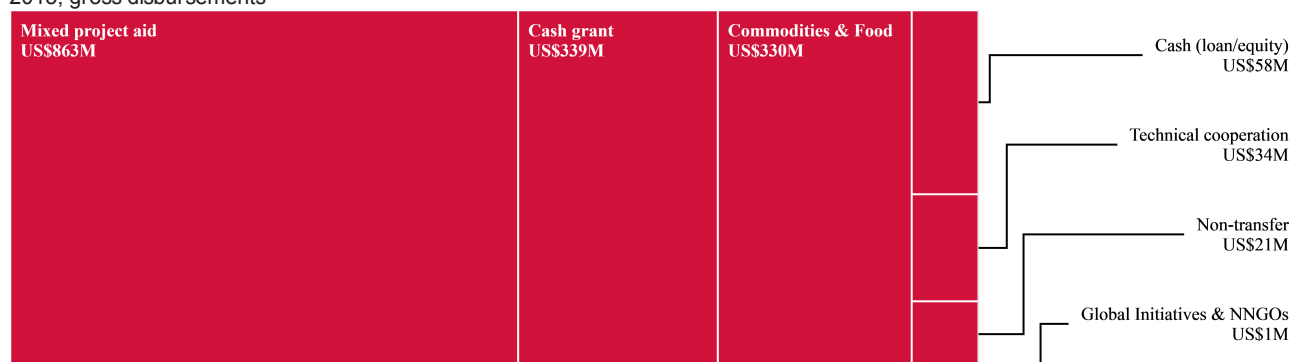 Mixed project aid
US$863M
Cash grant
US$339M
Commodities & Food
US$330M
Cash (loan/equity)
US$58M
Technical cooperation
US$34M
Non-transfer
US$21M
Global Initiatives & NNGOs
US$1M